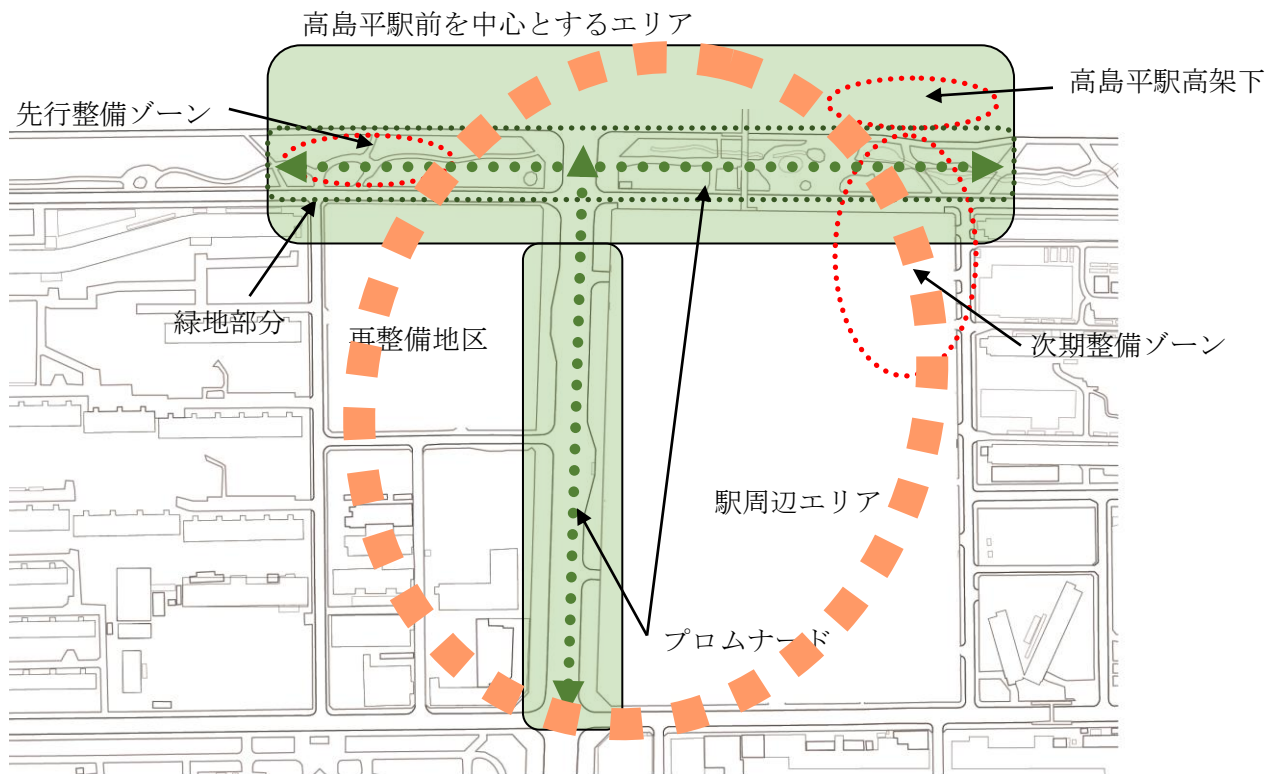 高島平駅前を中心とするエリア
高島平駅高架下
先行整備ゾーン
緑地部分
再整備地区
次期整備ゾーン
駅周辺エリア
プロムナード